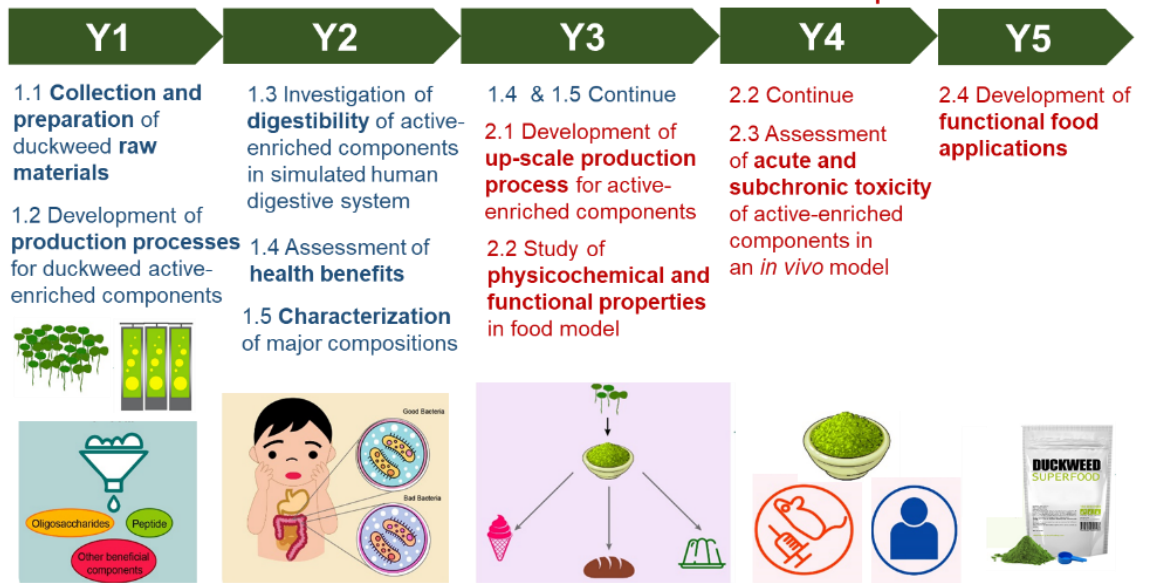 Y1
Y2
Y3
Y4
Y5
1.1 Collection and
preparation of
duckweed raw
materials
1.2 Development of
production processes
for duckweed active-
enriched components
Oligosaccharides
Peptide
Other beneficial
components
1.3 Investigation of
digestibility of active-
enriched components
in simulated human
digestive system
1.4 Assessment of
health benefits
1.5 Characterization
of major compositions
Good Bacteria
Bad Bacteria
1.4 & 1.5 Continue
2.1 Development of
up-scale production
process for active-
enriched components
2.2 Study of
physicochemical and
functional properties
in food model
2.2 Continue
2.3 Assessment
of acute and
subchronic toxicity
of active-enriched
components in
an in vivo model
2.4 Development of
functional food
applications
DUCKWEED
SUPERFOOD